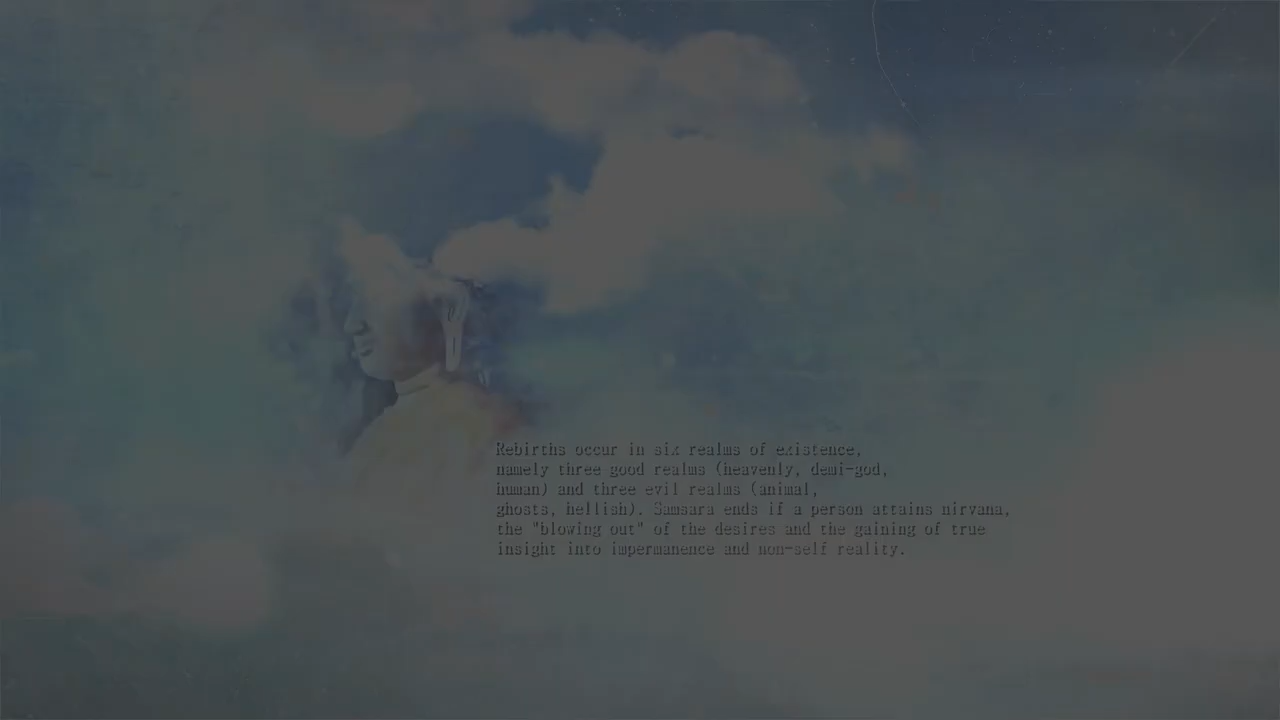 Rebirths occur in six realms of existence,
namely three good realms (heavenly, demi-god,
human) and three evil realms (animal,
ghosts, hellish). Samsara ends if a person attains nirvana,
the "blowing out" of the desires and the gaining of true
insight into impermanence and non-self reality.